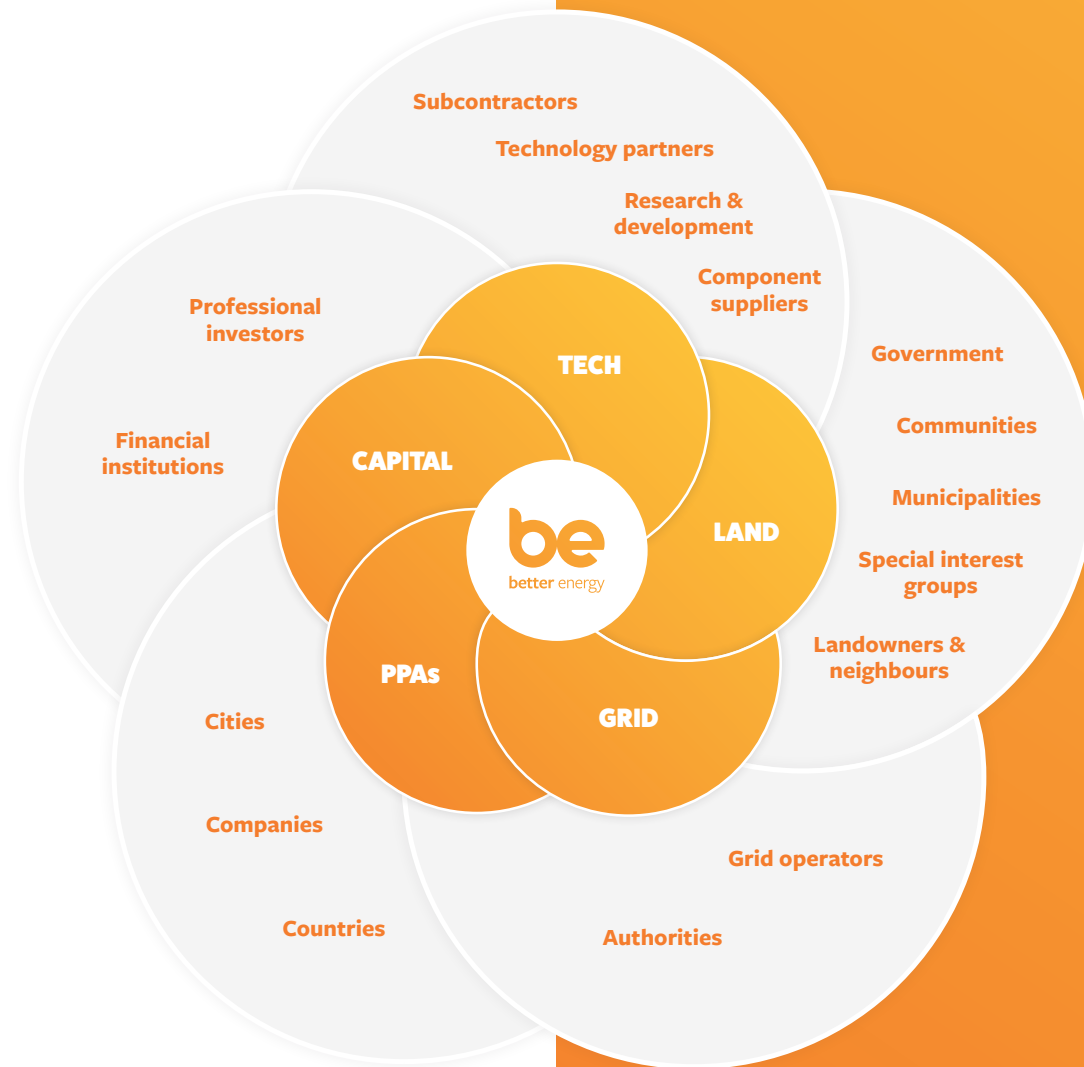 Subcontractors
Technology partners
Research &
development
Component
suppliers
Professional
investors
Financial
institutions
Government
Communities
Municipalities
Special interest
groups
Landowners &
neighbours
TECH
CAPITAL
LAND
be
better energy
PPAs
GRID
Cities
Companies
Countries
Grid operators
Authorities